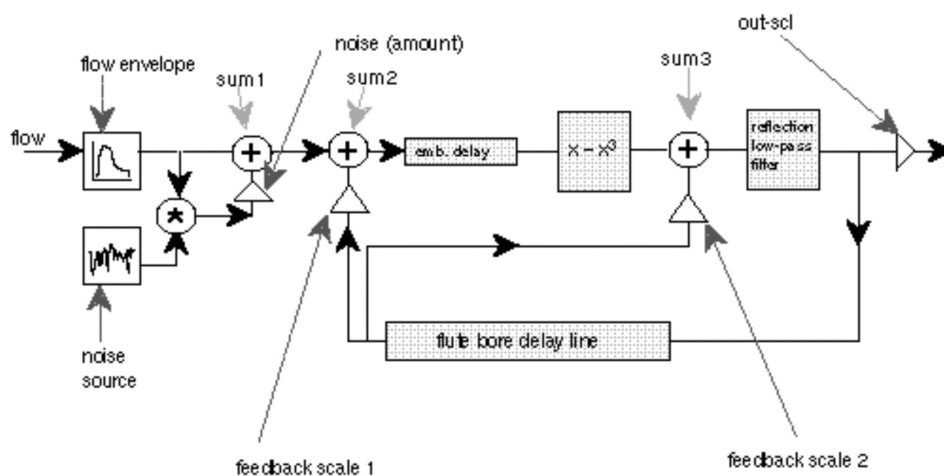 out-scl
noise (amount)
flow envelope
sum1
sum2
sum3
flow
emb. delay
x - x³
reflection
low-pass
filter
*
+
+
+
flute bore delay line
noise
source
feedback scale 1
feedback scale 2